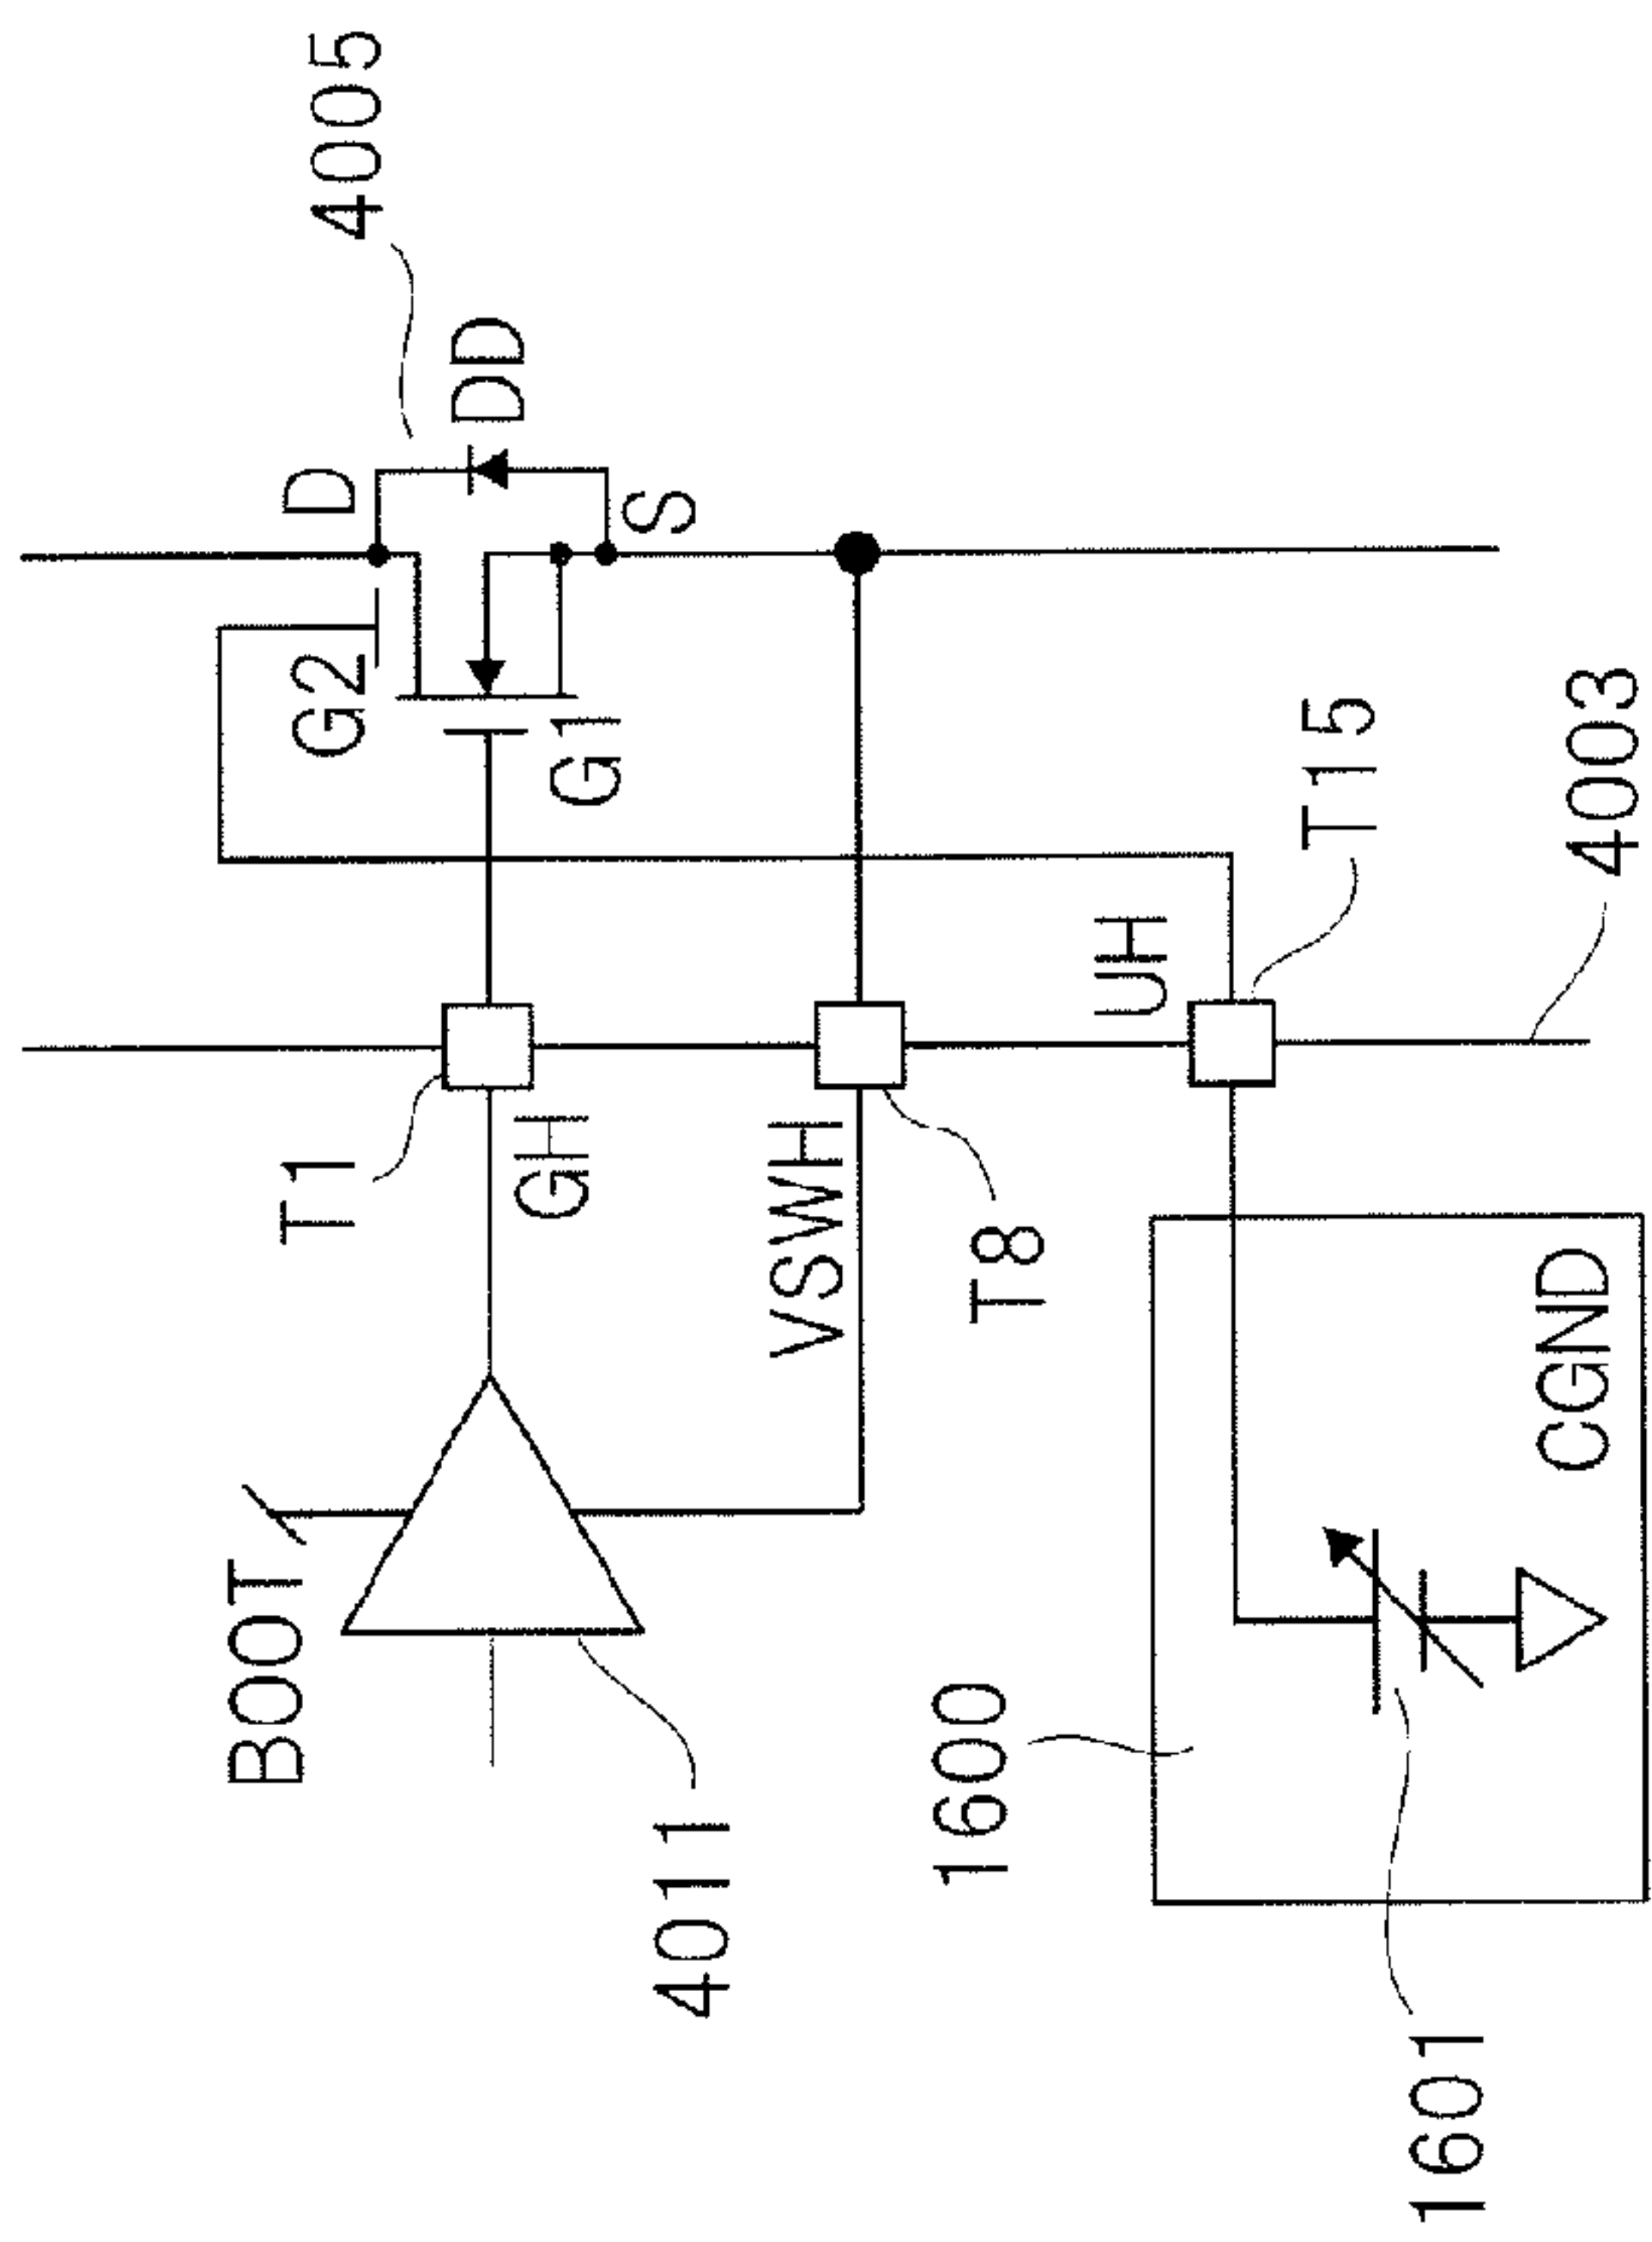 4005
D
DD
S
G2
G1
T15
4003
UH
T1
GH
VSWH
T8
BOOT
CGND
4011
1600
1601